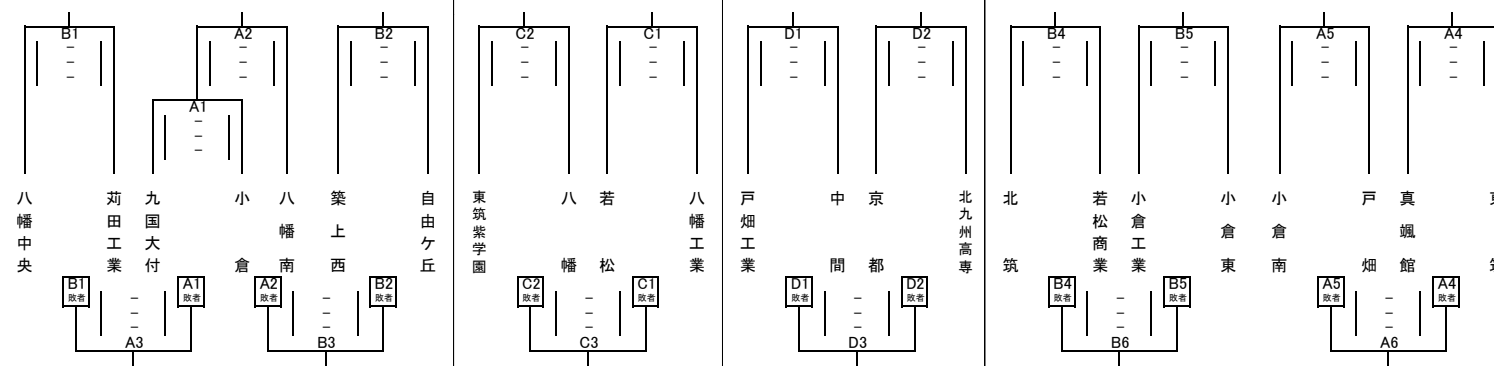 B1 A2 B2 C2 C1 D1 D2 B4 B5 A5 A4
A1
八幡中央
苅田工業
九国大付
小倉
八幡南
築上西
自由ケ丘
東筑紫学園
八幡
若松
八幡工業
戸畑工業
中間
京都
北九州高専
北筑
若松商業
小倉工業
小倉東
小倉南
戸畑
真颯館
B1 敗者
A1 敗者
A2 敗者
B2 敗者
C2 敗者
C1 敗者
D1 敗者
D2 敗者
B4 敗者
B5 敗者
A5 敗者
A4 敗者
A3 B3 C3 D3 B6 A6